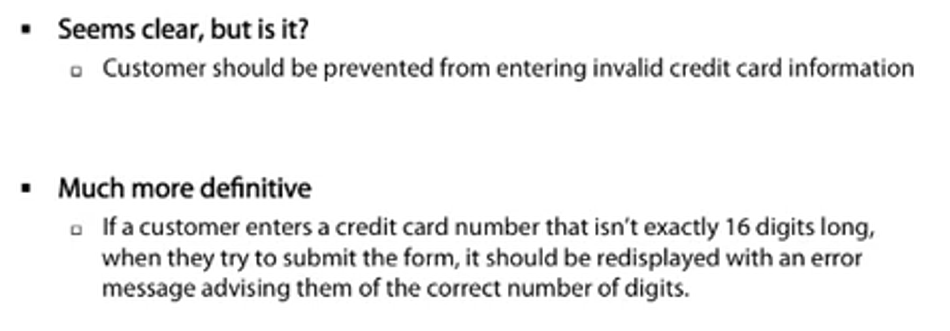 ▪ Seems clear, but is it?
▫ Customer should be prevented from entering invalid credit card information
▪ Much more definitive
▫ If a customer enters a credit card number that isn't exactly 16 digits long,
when they try to submit the form, it should be redisplayed with an error
message advising them of the correct number of digits.